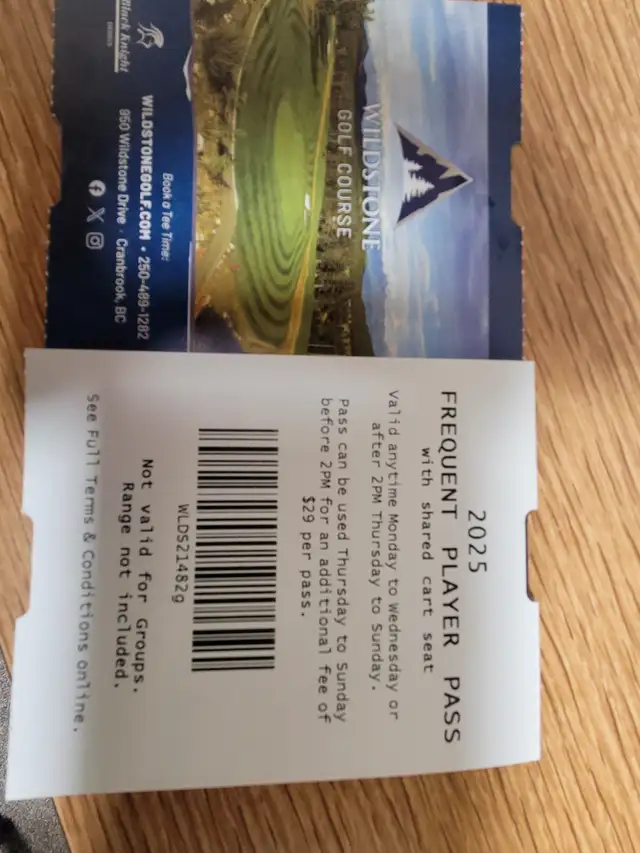 WILDSTONE
GOLF COURSE
Book a Tee Time:
WILDSTONEGOLF.COM • 250-489-1282
950 Wildstone Drive · Cranbrook, BC
Black Knight
DESIGN
2025
FREQUENT PLAYER PASS
with shared cart seat
Valid anytime Monday to Wednesday or
after 2PM Thursday to Sunday.
Pass can be used Thursday to Sunday
before 2PM for an additional fee of
$29 per pass.
WLDS21482g
Not valid for Groups.
Range not included.
See Full Terms & Conditions online.